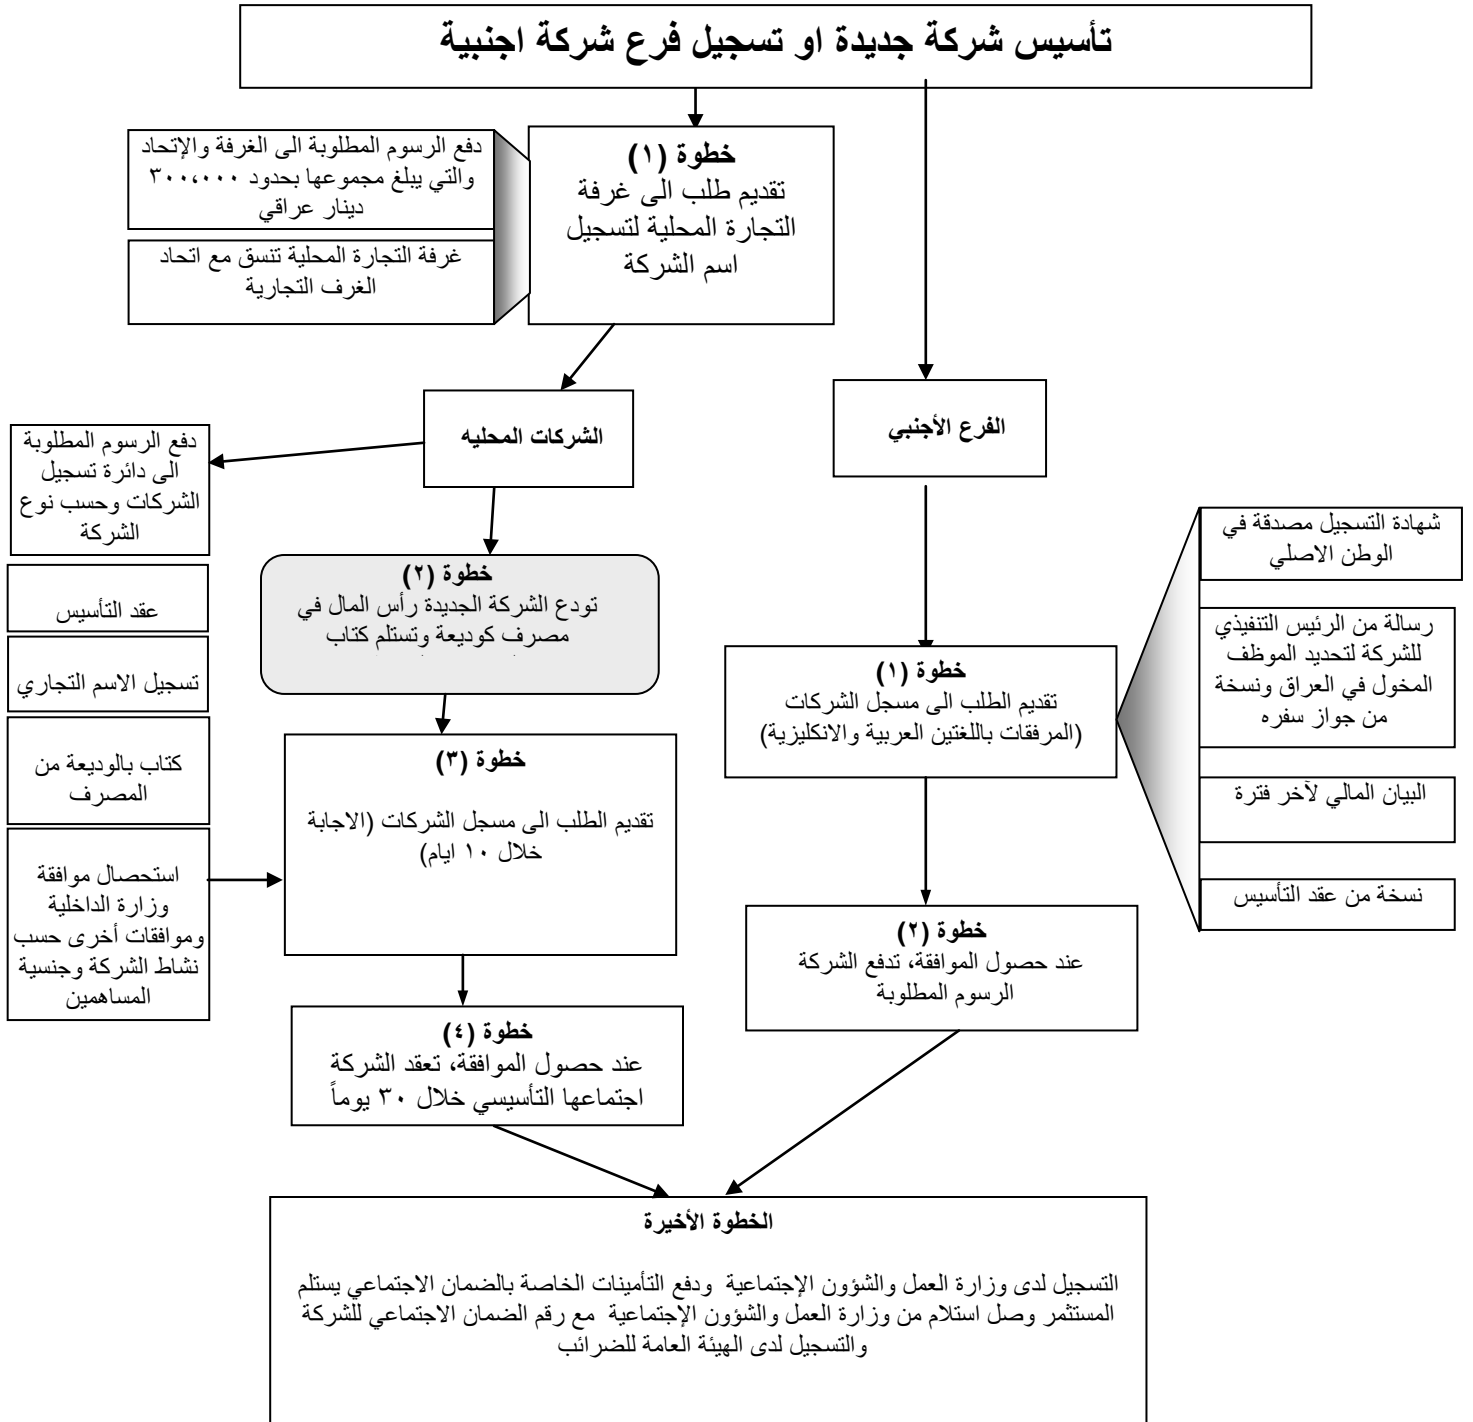 تأسيس شركة جديدة او تسجيل فرع شركة اجنبية
خطوة (١)
تقديم طلب الى غرفة
التجارة المحلية لتسجيل
اسم الشركة
دفع الرسوم المطلوبة الى الغرفة والإتحاد
والتي يبلغ مجموعها بحدود ٣٠٠،٠٠٠
دينار عراقي
غرفة التجارة المحلية تنسق مع اتحاد
الغرف التجارية
الفرع الأجنبي
الشركات المحليه
دفع الرسوم المطلوبة
الى دائرة تسجيل
الشركات وحسب نوع
الشركة
عقد التأسيس
تسجيل الاسم التجاري
كتاب بالوديعة من
المصرف
استحصال موافقة
وزارة الداخلية
وموافقات أخرى حسب
نشاط الشركة وجنسية
المساهمين
خطوة (٢)
تودع الشركة الجديدة رأس المال في
مصرف كوديعة وتستلم كتاب
خطوة (٣)
تقديم الطلب الى مسجل الشركات (الاجابة
خلال ١٠ ايام)
خطوة (٤)
عند حصول الموافقة، تعقد الشركة
اجتماعها التأسيسي خلال ٣٠ يوماً
شهادة التسجيل مصدقة في
الوطن الاصلي
رسالة من الرئيس التنفيذي
للشركة لتحديد الموظف
المخول في العراق ونسخة
من جواز سفره
البيان المالي لآخر فترة
نسخة من عقد التأسيس
خطوة (١)
تقديم الطلب الى مسجل الشركات
(المرفقات باللغتين العربية والانكليزية)
خطوة (٢)
عند حصول الموافقة، تدفع الشركة
الرسوم المطلوبة
الخطوة الأخيرة
التسجيل لدى وزارة العمل والشؤون الإجتماعية ودفع التأمينات الخاصة بالضمان الاجتماعي يستلم
المستثمر وصل استلام من وزارة العمل والشؤون الإجتماعية مع رقم الضمان الاجتماعي للشركة
والتسجيل لدى الهيئة العامة للضرائب